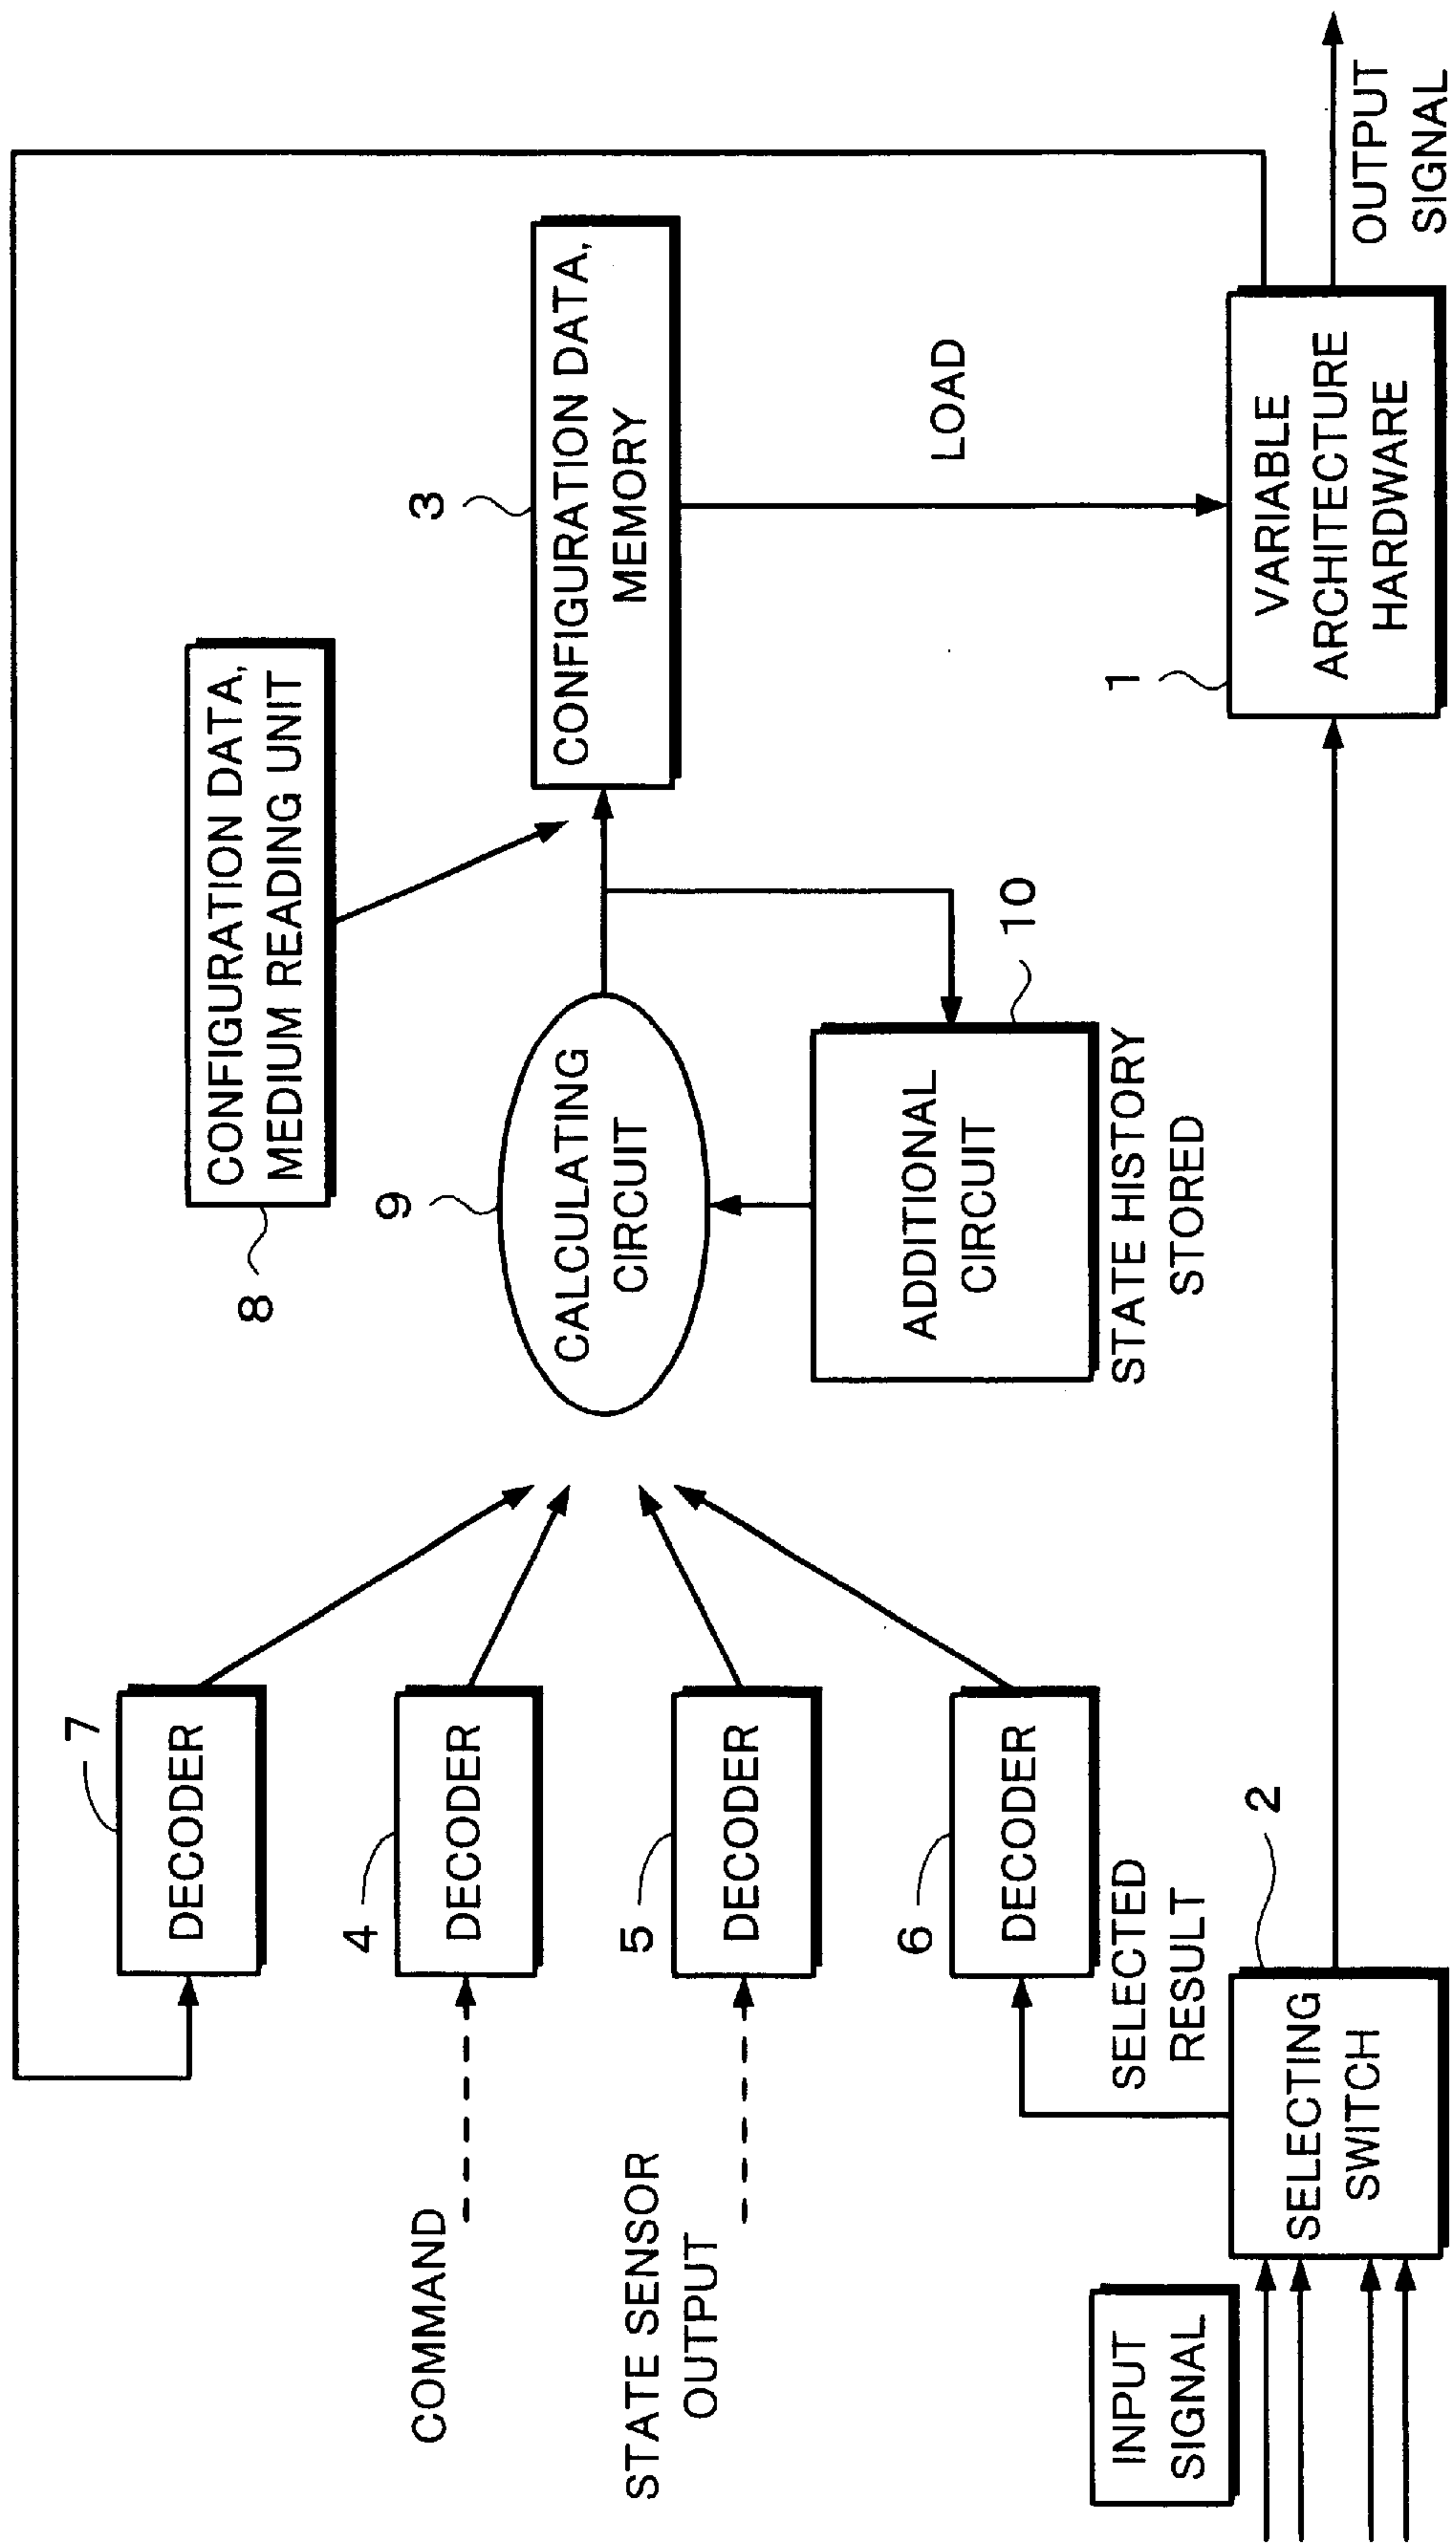 7
DECODER
8
CONFIGURATION DATA,
MEDIUM READING UNIT
COMMAND
4
DECODER
9
CALCULATING
CIRCUIT
3
CONFIGURATION DATA,
MEMORY
STATE SENSOR
OUTPUT
5
DECODER
6
DECODER
ADDITIONAL
CIRCUIT
10
STATE HISTORY
STORED
LOAD
SELECTED
RESULT
INPUT
SIGNAL
2
SELECTING
SWITCH
1
VARIABLE
ARCHITECTURE
HARDWARE
OUTPUT
SIGNAL